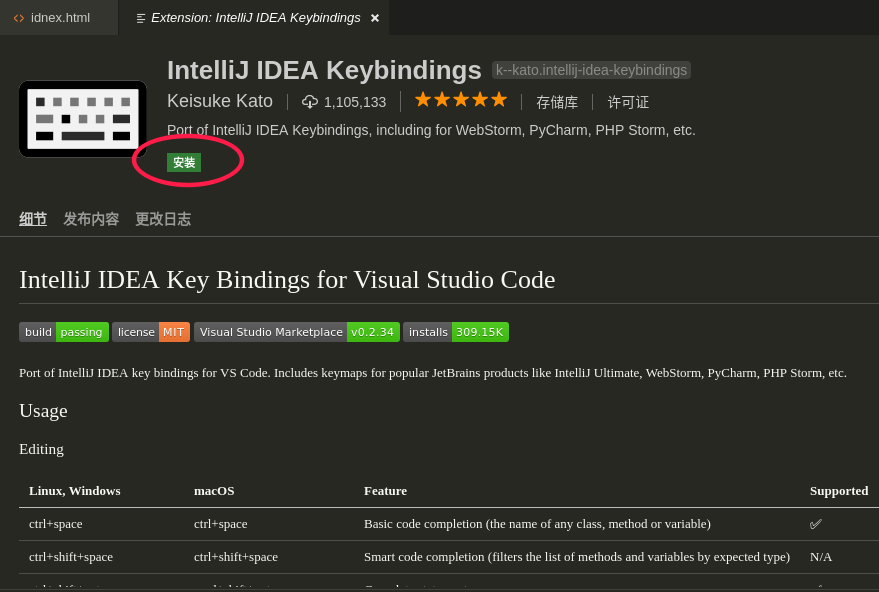 idnex.html Extension: IntelliJ IDEA Keybindings
IntelliJ IDEA Keybindings k--kato.intellij-idea-keybindings
Keisuke Kato 1,105,133 存储库 许可证
Port of IntelliJ IDEA Keybindings, including for WebStorm, PyCharm, PHP Storm, etc.
安装
细节 发布内容 更改日志
IntelliJ IDEA Key Bindings for Visual Studio Code
build passing license MIT Visual Studio Marketplace v0.2.34 installs 309.15K
Port of IntelliJ IDEA key bindings for VS Code. Includes keymaps for popular JetBrains products like IntelliJ Ultimate, WebStorm, PyCharm, PHP Storm, etc.
Usage
Editing
Linux, Windows macOS Feature Supported
ctrl+space ctrl+space Basic code completion (the name of any class, method or variable) ✅
ctrl+shift+space ctrl+shift+space Smart code completion (filters the list of methods and variables by expected type) N/A